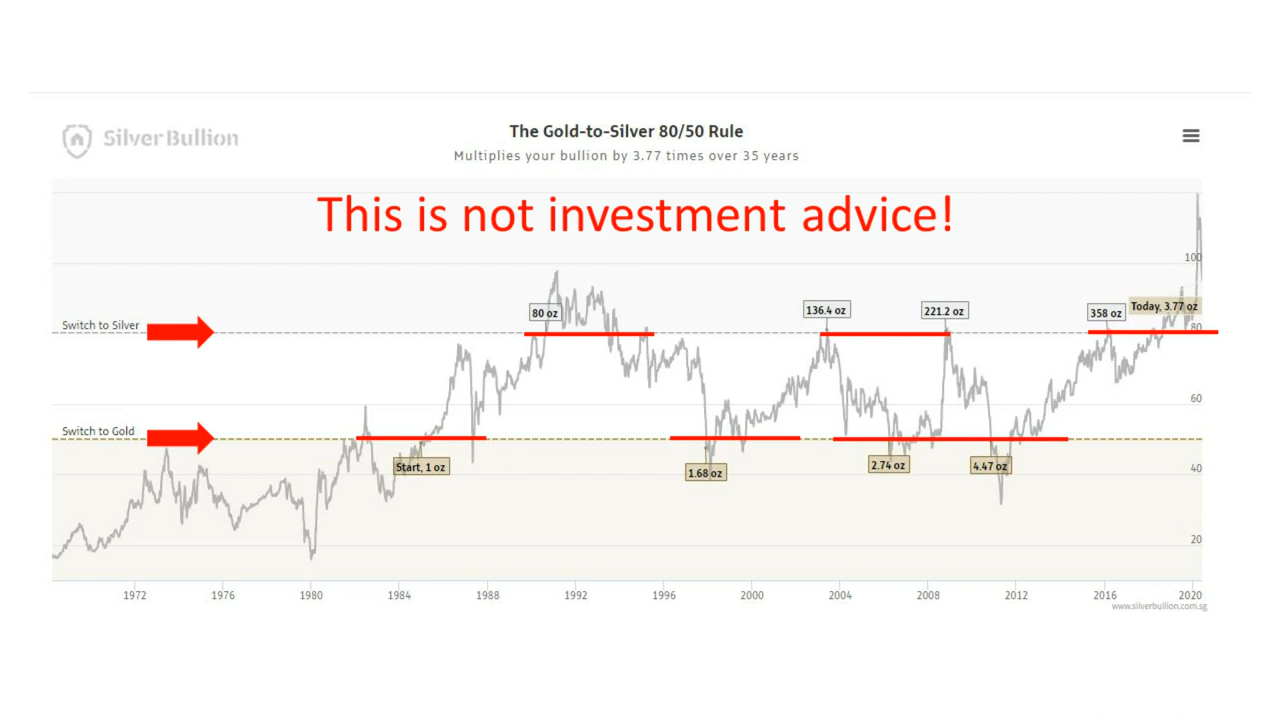 SilverBullion
The Gold-to-Silver 80/50 Rule
Multiplies your bullion by 3.77 times over 35 years
This is not investment advice!
100
80 oz
136.4 oz
221.2 oz
358 oz
Today, 3.77 oz
Switch to Silver
80
60
Switch to Gold
Start, 1 oz
1.68 oz
2.74 oz
4.47 oz
40
20
1972 1976 1980 1984 1988 1992 1996 2000 2004 2008 2012 2016 2020
www.silverbullion.com.sg